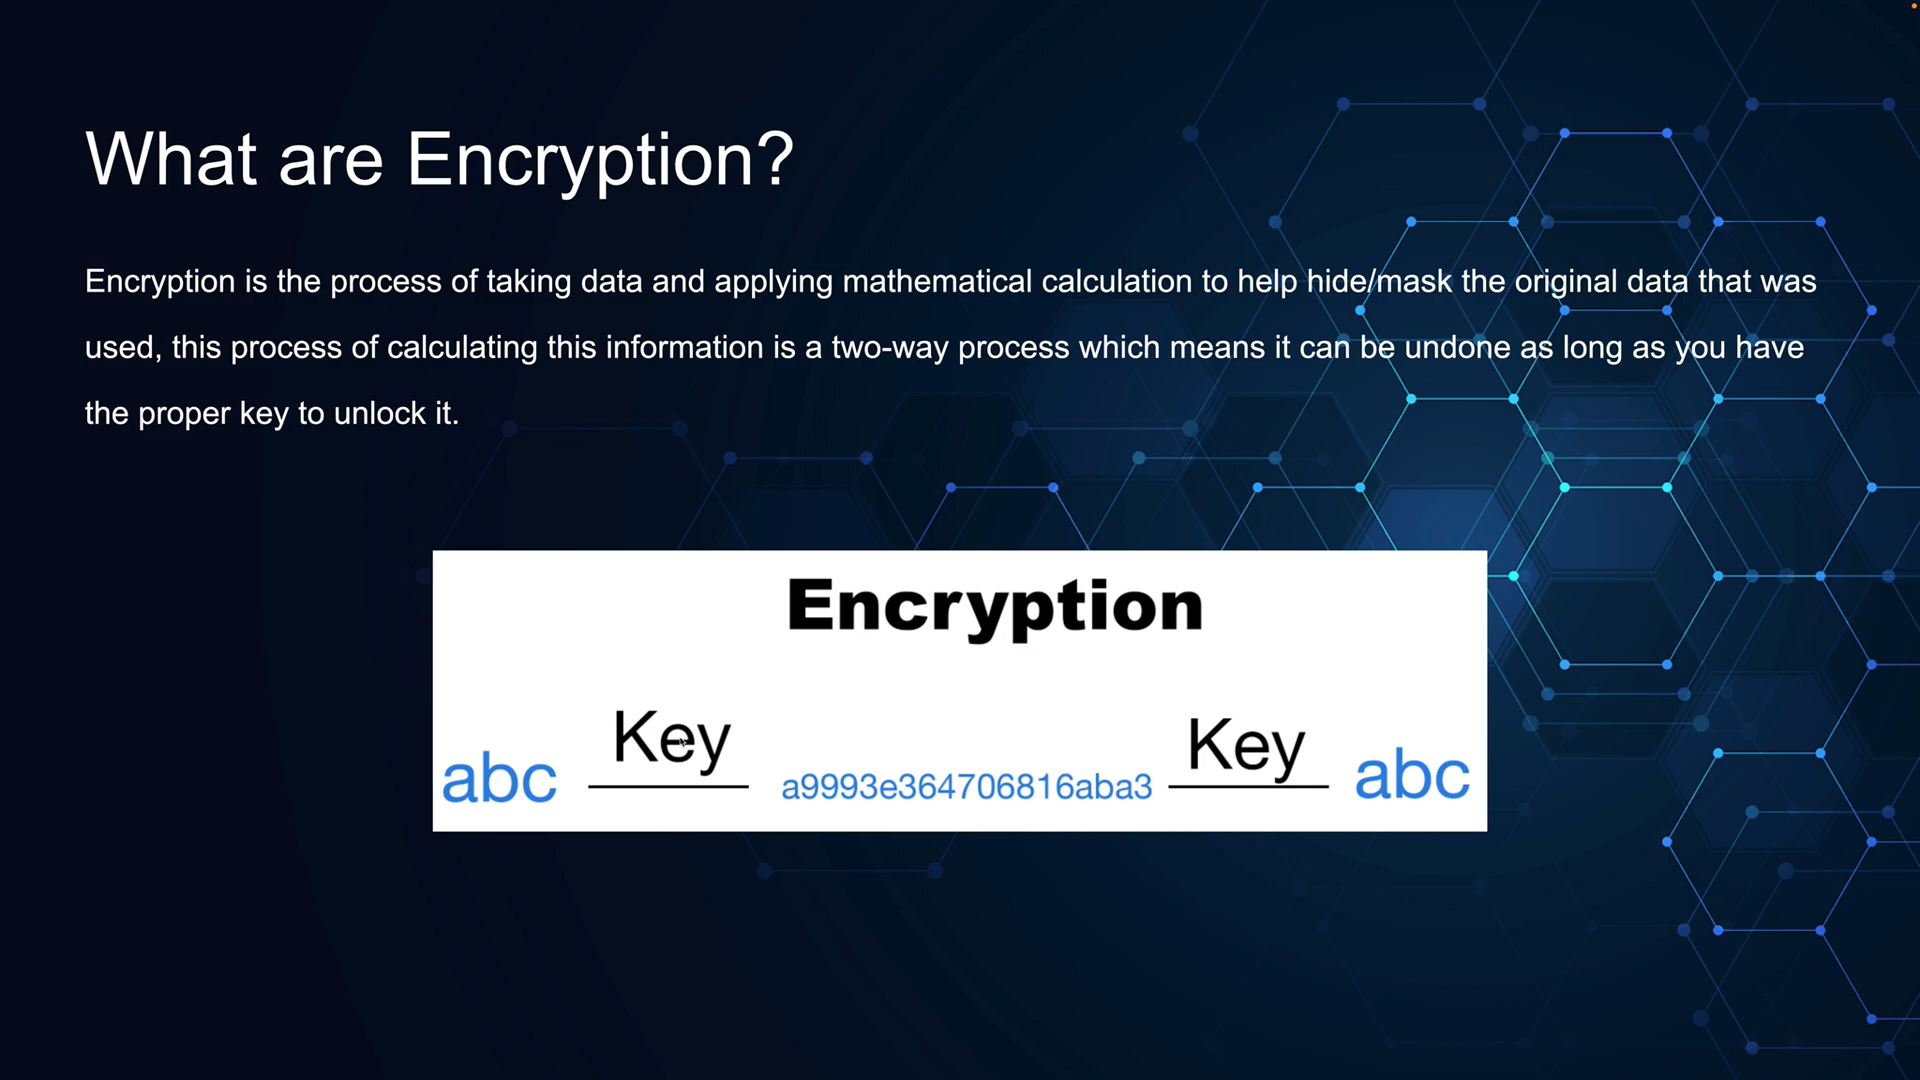 What are Encryption?
Encryption is the process of taking data and applying mathematical calculation to help hide/mask the original data that was
used, this process of calculating this information is a two-way process which means it can be undone as long as you have
the proper key to unlock it.
Encryption
Key Key
abc a9993e364706816aba3 abc